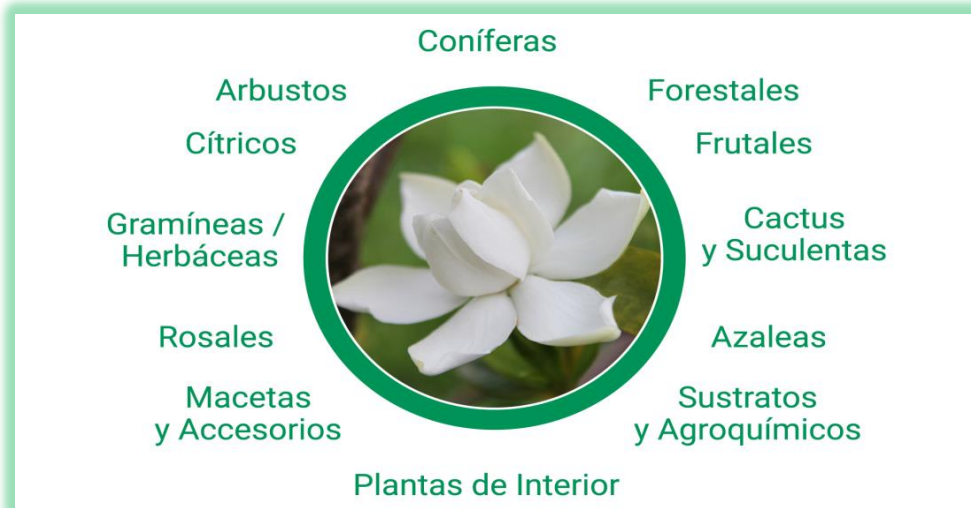 Coníferas
Arbustos
Forestales
Cítricos
Frutales
Gramíneas /
Herbáceas
Cactus
y Suculentas
Rosales
Azaleas
Macetas
y Accesorios
Sustratos
y Agroquímicos
Plantas de Interior